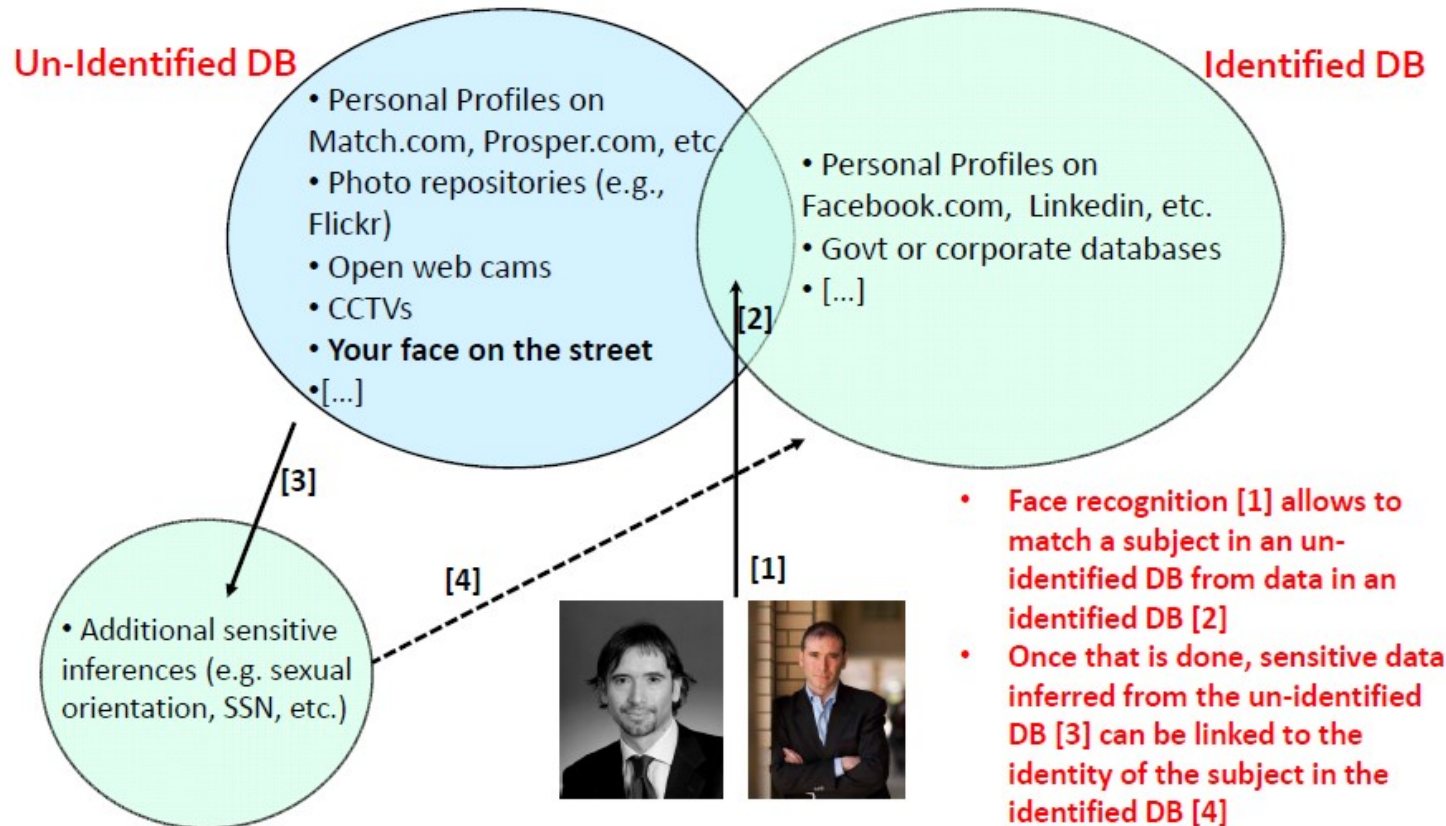 Un-Identified DB
• Personal Profiles on
Match.com, Prosper.com, etc.
• Photo repositories (e.g.,
Flickr)
• Open web cams
• CCTVs
• Your face on the street
•[...]
Identified DB
• Personal Profiles on
Facebook.com, Linkedin, etc.
• Govt or corporate databases
• [...]
[2]
[3]
[4]
[1]
• Additional sensitive
inferences (e.g. sexual
orientation, SSN, etc.)
• Face recognition [1] allows to
match a subject in an un-
identified DB from data in an
identified DB [2]
• Once that is done, sensitive data
inferred from the un-identified
DB [3] can be linked to the
identity of the subject in the
identified DB [4]